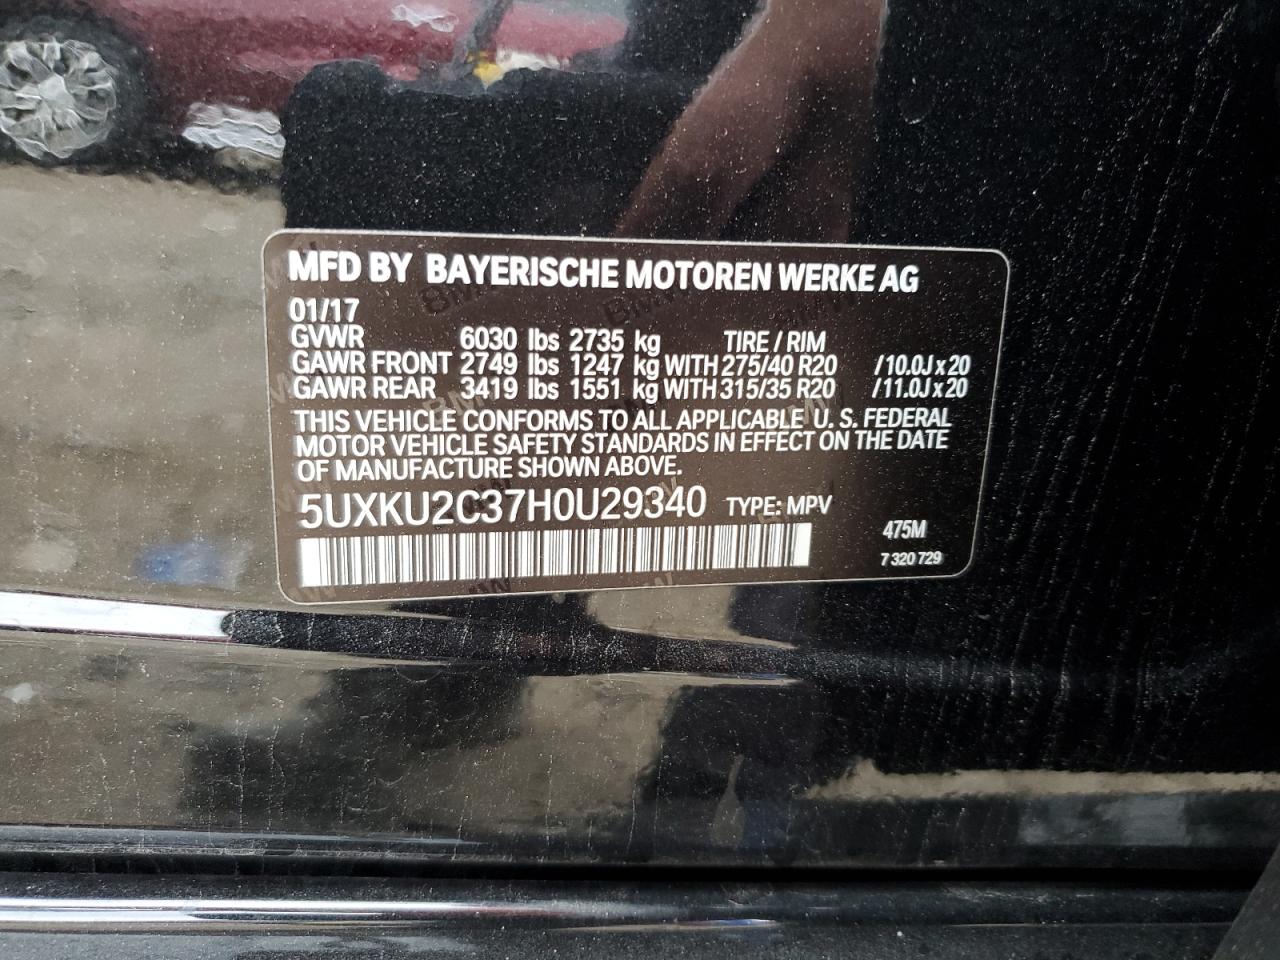 MFD BY BAYERISCHE MOTOREN WERKE AG
01/17
GVWR 6030 lbs 2735 kg TIRE / RIM
GAWR FRONT 2749 lbs 1247 kg WITH 275/40 R20 /10.0J x 20
GAWR REAR 3419 lbs 1551 kg WITH 315/35 R20 /11.0J x 20
THIS VEHICLE CONFORMS TO ALL APPLICABLE U. S. FEDERAL
MOTOR VEHICLE SAFETY STANDARDS IN EFFECT ON THE DATE
OF MANUFACTURE SHOWN ABOVE.
5UXKU2C37H0U29340 TYPE: MPV
475M
7 320 729